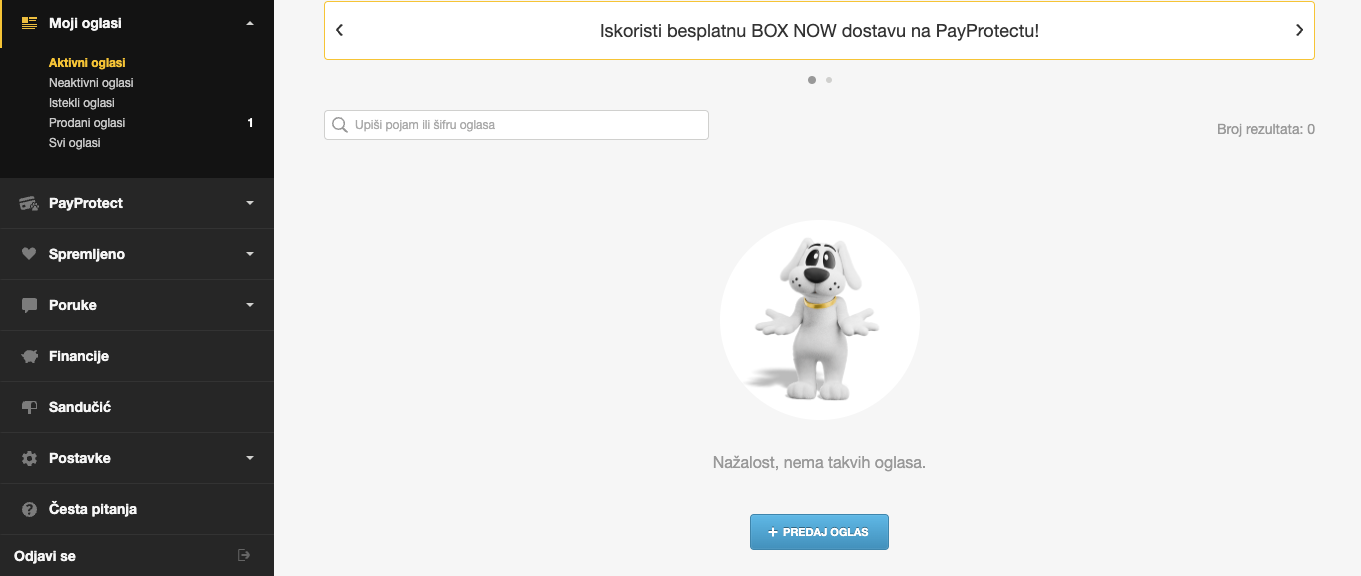 Moji oglasi
Aktivni oglasi
Neaktivni oglasi
Istekli oglasi
Prodani oglasi 1
Svi oglasi
PayProtect
Spremljeno
Poruke
Financije
Sandučić
Postavke
Česta pitanja
Odjavi se
Iskoristi besplatnu BOX NOW dostavu na PayProtectu!
Upiši pojam ili šifru oglasa
Broj rezultata: 0
Nažalost, nema takvih oglasa.
+ PREDAJ OGLAS